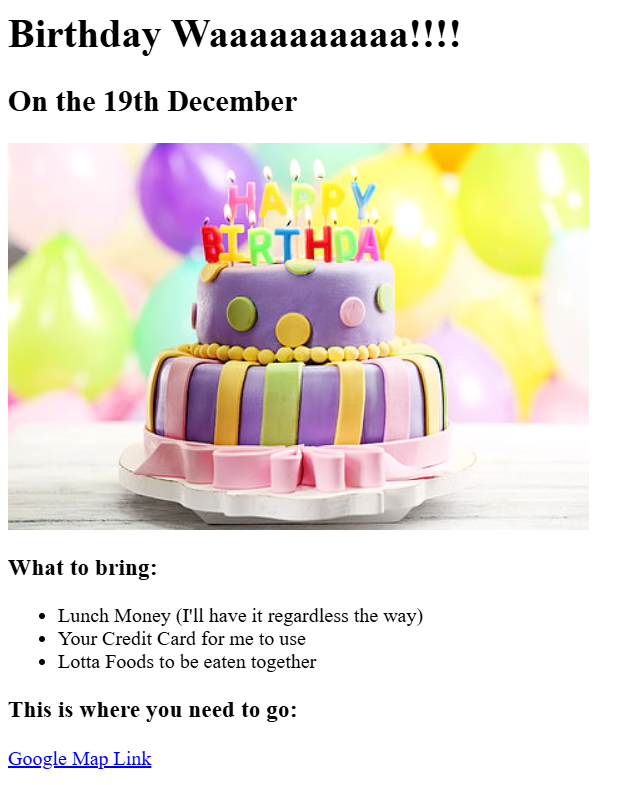 Birthday Waaaaaaaaaa!!!!
On the 19th December
HAPPY
BIRTHDAY
What to bring:
Lunch Money (I'll have it regardless the way)
Your Credit Card for me to use
Lotta Foods to be eaten together
This is where you need to go:
Google Map Link